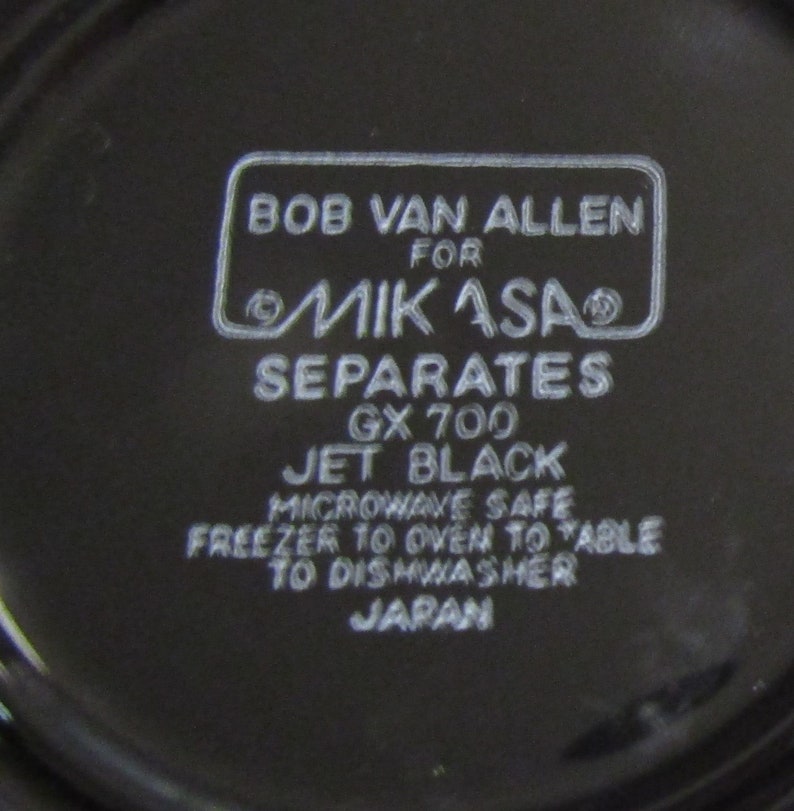 BOB VAN ALLEN
FOR
© MIKASA ®
SEPARATES
GX 700
JET BLACK
MICROWAVE SAFE
FREEZER TO OVEN TO TABLE
TO DISHWASHER
JAPAN